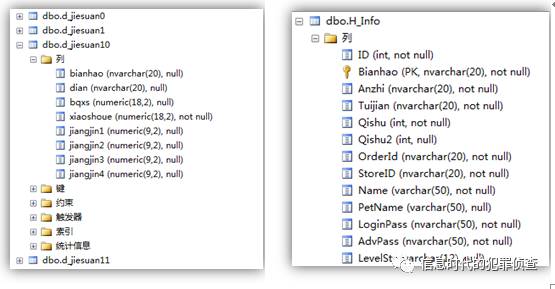 dbo.d_jiesuan0
dbo.d_jiesuan1
dbo.d_jiesuan10
列
bianhao (nvarchar(20), null)
dian (nvarchar(20), null)
bqxs (numeric(18,2), null)
xiaoshoue (numeric(18,2), not null)
jiangjin1 (numeric(9,2), null)
jiangjin2 (numeric(9,2), null)
jiangjin3 (numeric(9,2), null)
jiangjin4 (numeric(9,2), null)
键
约束
触发器
索引
统计信息
dbo.d_jiesuan11
dbo.H_Info
列
ID (int, not null)
Bianhao (PK, nvarchar(20), not null)
Anzhi (nvarchar(20), not null)
Tuijian (nvarchar(20), not null)
Qishu (int, not null)
Qishu2 (int, not null)
OrderId (nvarchar(20), not null)
StoreID (nvarchar(20), not null)
Name (varchar(50), not null)
PetName (varchar(50), not null)
LoginPass (varchar(50), not null)
AdvPass (varchar(50), not null)
信息时代的犯罪侦查